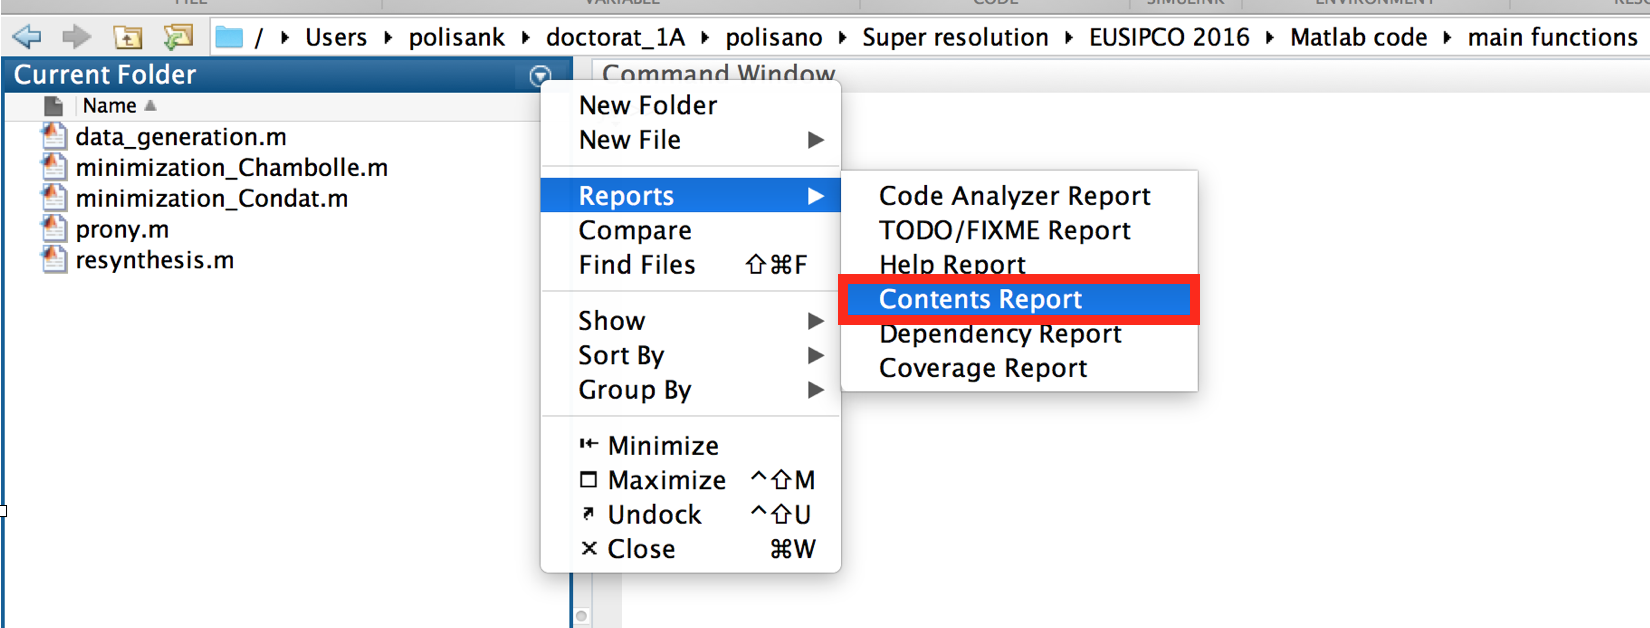 FILE VARIABLE CODE SIMULINK ENVIRONMENT
/ ▸ Users ▸ polisank ▸ doctorat_1A ▸ polisano ▸ Super resolution ▸ EUSIPCO 2016 ▸ Matlab code ▸ main functions
Current Folder
Command Window
Name
data_generation.m
minimization_Chambolle.m
minimization_Condat.m
prony.m
resynthesis.m
New Folder
New File
Reports
Compare
Find Files ⇧⌘F
Show
Sort By
Group By
Minimize
Maximize ^⇧M
Undock ^⇧U
Close ⌘W
Code Analyzer Report
TODO/FIXME Report
Help Report
Contents Report
Dependency Report
Coverage Report